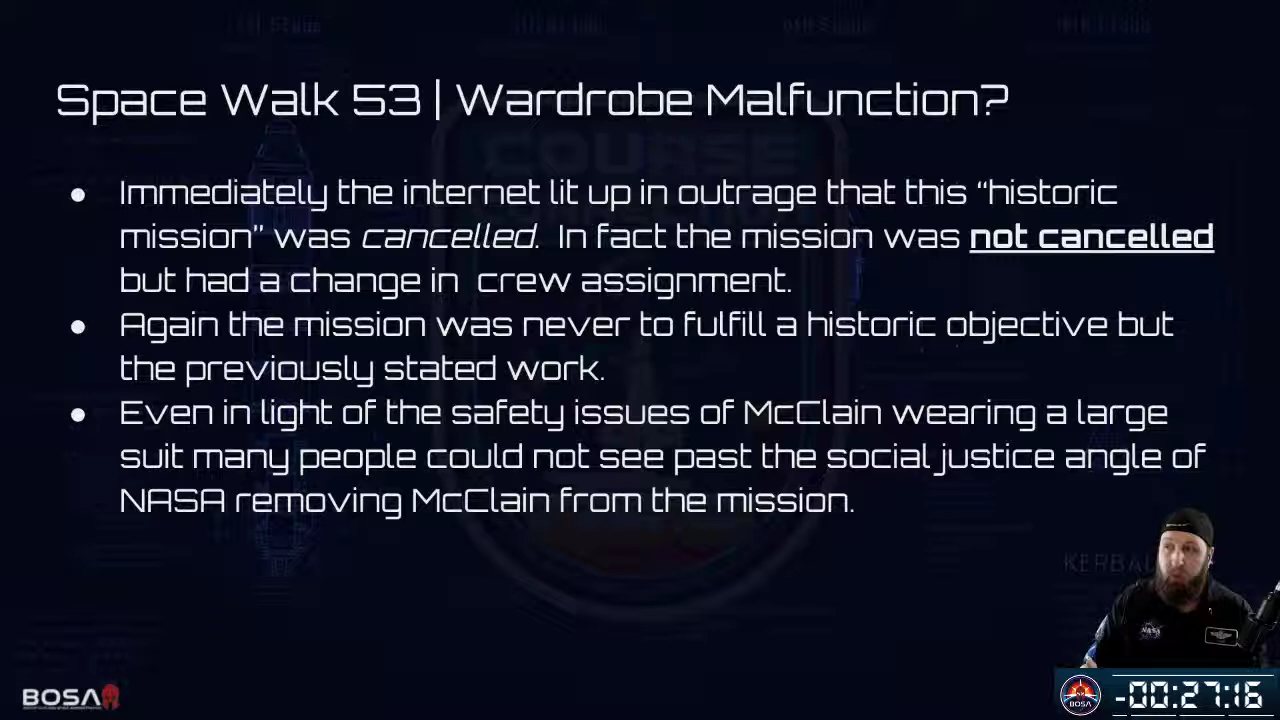 Space Walk 53 | Wardrobe Malfunction?
● Immediately the internet lit up in outrage that this “historic
mission” was cancelled.  In fact the mission was not cancelled
but had a change in  crew assignment.
● Again the mission was never to fulfill a historic objective but
the previously stated work.
● Even in light of the safety issues of McClain wearing a large
suit many people could not see past the social justice angle of
NASA removing McClain from the mission.
COURSE
KERBAL
NASA
BOSA
BOSA
-00:27:16